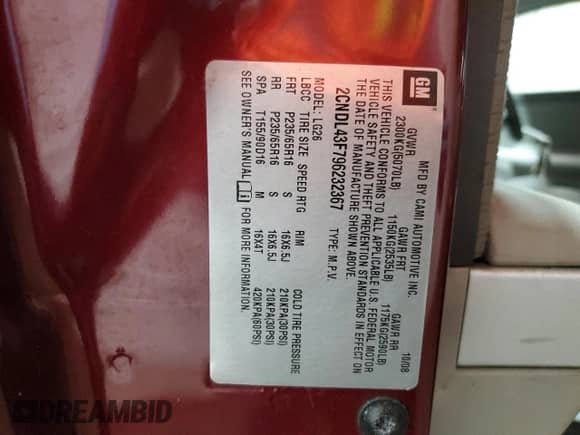 GM
MFD BY CAMI AUTOMOTIVE INC.
10/08
GVWR GAWR FRT GAWR RR
2300KG(5070LB) 1150KG(2535LB) 1175KG(2590LB)
THIS VEHICLE CONFORMS TO ALL APPLICABLE U.S. FEDERAL MOTOR
VEHICLE SAFETY AND THEFT PREVENTION STANDARDS IN EFFECT ON
THE DATE OF MANUFACTURE SHOWN ABOVE.
2CNDL43F796232367 TYPE: M.P.V.
MODEL: LG26
LBCC TIRE SIZE SPEED RTG RIM COLD TIRE PRESSURE
FRT P235/65R16 S 16X6.5J 210KPA(30PSI)
RR P235/65R16 S 16X6.5J 210KPA(30PSI)
SPA T155/90D16 M 16X4T 420KPA(60PSI)
SEE OWNER'S MANUAL i FOR MORE INFORMATION.
DREAMBID